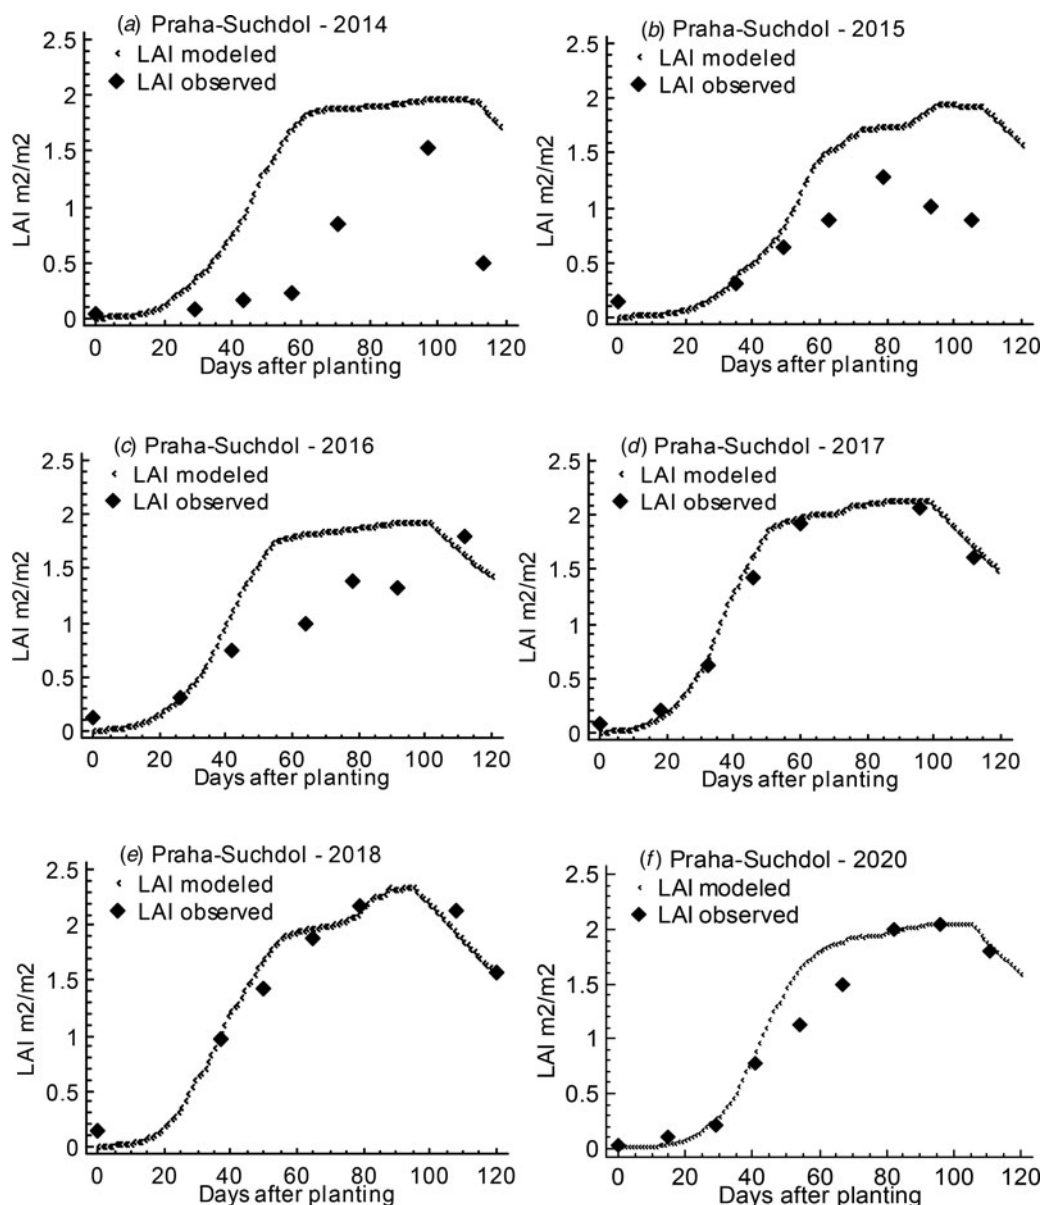 (a) Praha-Suchdol - 2014
LAI modeled
LAI observed
2.5
2
1.5
1
0.5
0
LAI m2/m2
0 20 40 60 80 100 120
Days after planting
(b) Praha-Suchdol - 2015
LAI modeled
LAI observed
2.5
2
1.5
1
0.5
0
LAI m2/m2
0 20 40 60 80 100 120
Days after planting
(c) Praha-Suchdol - 2016
LAI modeled
LAI observed
2.5
2
1.5
1
0.5
0
LAI m2/m2
0 20 40 60 80 100 120
Days after planting
(d) Praha-Suchdol - 2017
LAI modeled
LAI observed
2.5
2
1.5
1
0.5
0
LAI m2/m2
0 20 40 60 80 100 120
Days after planting
(e) Praha-Suchdol - 2018
LAI modeled
LAI observed
2.5
2
1.5
1
0.5
0
LAI m2/m2
0 20 40 60 80 100 120
Days after planting
(f) Praha-Suchdol - 2020
LAI modeled
LAI observed
2.5
2
1.5
1
0.5
0
LAI m2/m2
0 20 40 60 80 100 120
Days after planting